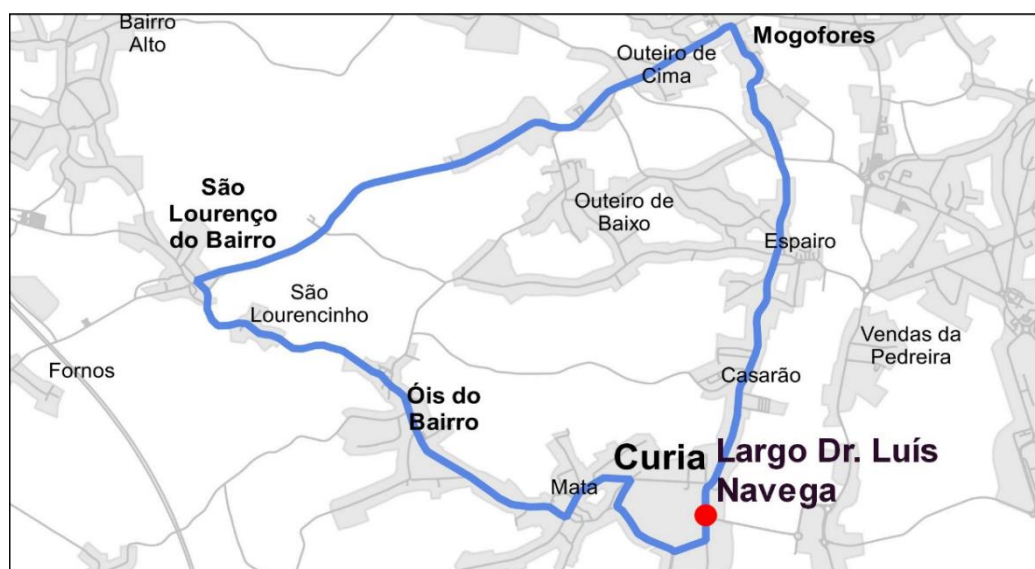 Bairro
Alto
Outeiro de
Cima
Mogofores
São
Lourenço
do Bairro
Outeiro de
Baixo
Espairo
São
Lourencinho
Vendas da
Pedreira
Fornos
Casarão
Óis do
Bairro
Curia
Largo Dr. Luís
Navega
Mata